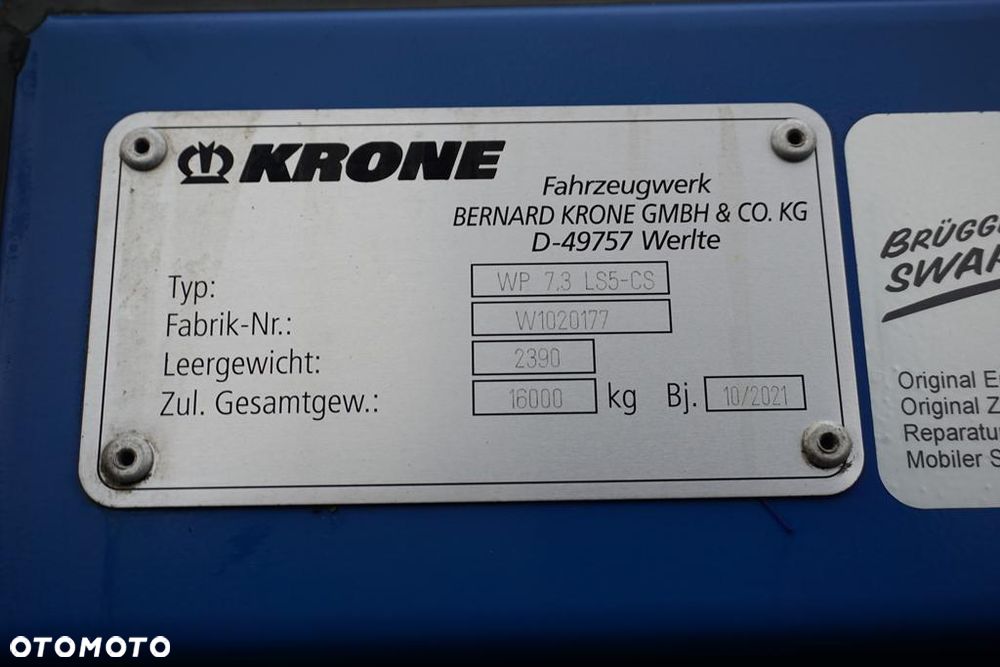 KRONE
Fahrzeugwerk
BERNARD KRONE GMBH & CO. KG
D-49757 Werlte
Typ: WP 7.3 LS5-CS
Fabrik-Nr.: W1020177
Leergewicht: 2390
Zul. Gesamtgew.: 16000 kg Bj. 10/2021
BRÜGG
SWAR
Original E
Original Z
Reparatu
Mobiler S
OTOMOTO